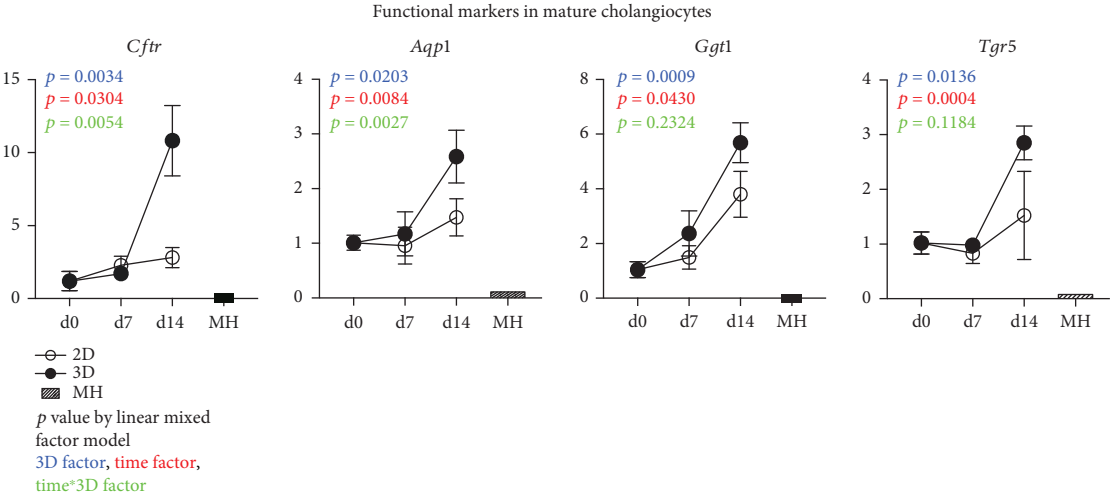 Functional markers in mature cholangiocytes
Cftr
p = 0.0034
p = 0.0304
p = 0.0054
15
10
5
0
d0 d7 d14 MH
Aqp1
p = 0.0203
p = 0.0084
p = 0.0027
4
3
2
1
0
d0 d7 d14 MH
Ggt1
p = 0.0009
p = 0.0430
p = 0.2324
8
6
4
2
0
d0 d7 d14 MH
Tgr5
p = 0.0136
p = 0.0004
p = 0.1184
4
3
2
1
0
d0 d7 d14 MH
2D
3D
MH
p value by linear mixed
factor model
3D factor, time factor,
time*3D factor